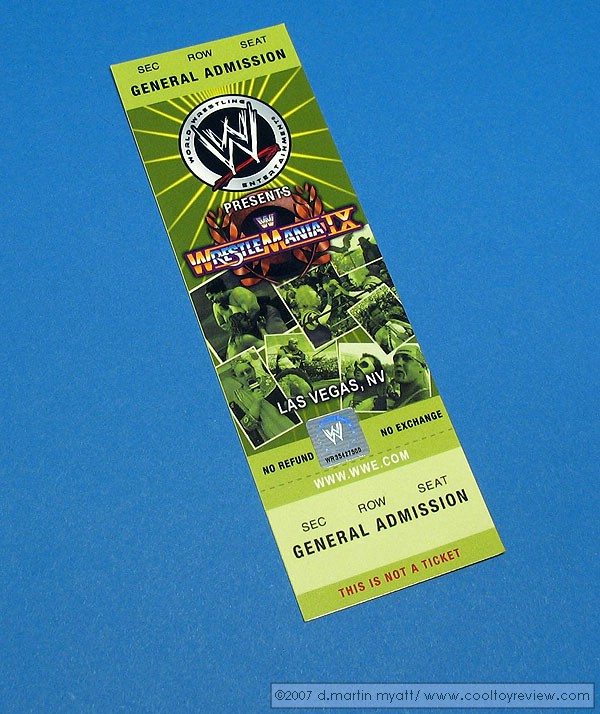 SEC ROW SEAT
GENERAL ADMISSION
WORLD WRESTLING ENTERTAINMENT
W
PRESENTS
WRESTLEMANIA IX
LAS VEGAS, NV
NO REFUND NO EXCHANGE
WWW.WWE.COM
SEC ROW SEAT
GENERAL ADMISSION
THIS IS NOT A TICKET
©2007 d.martin myatt/ www.cooltoyreview.com